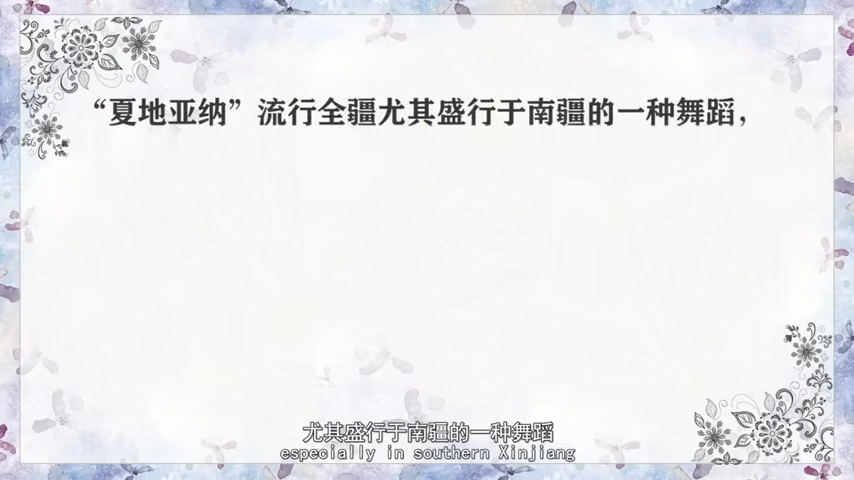 “夏地亚纳”流行全疆尤其盛行于南疆的一种舞蹈，
尤其盛行于南疆的一种舞蹈
especially in southern Xinjiang